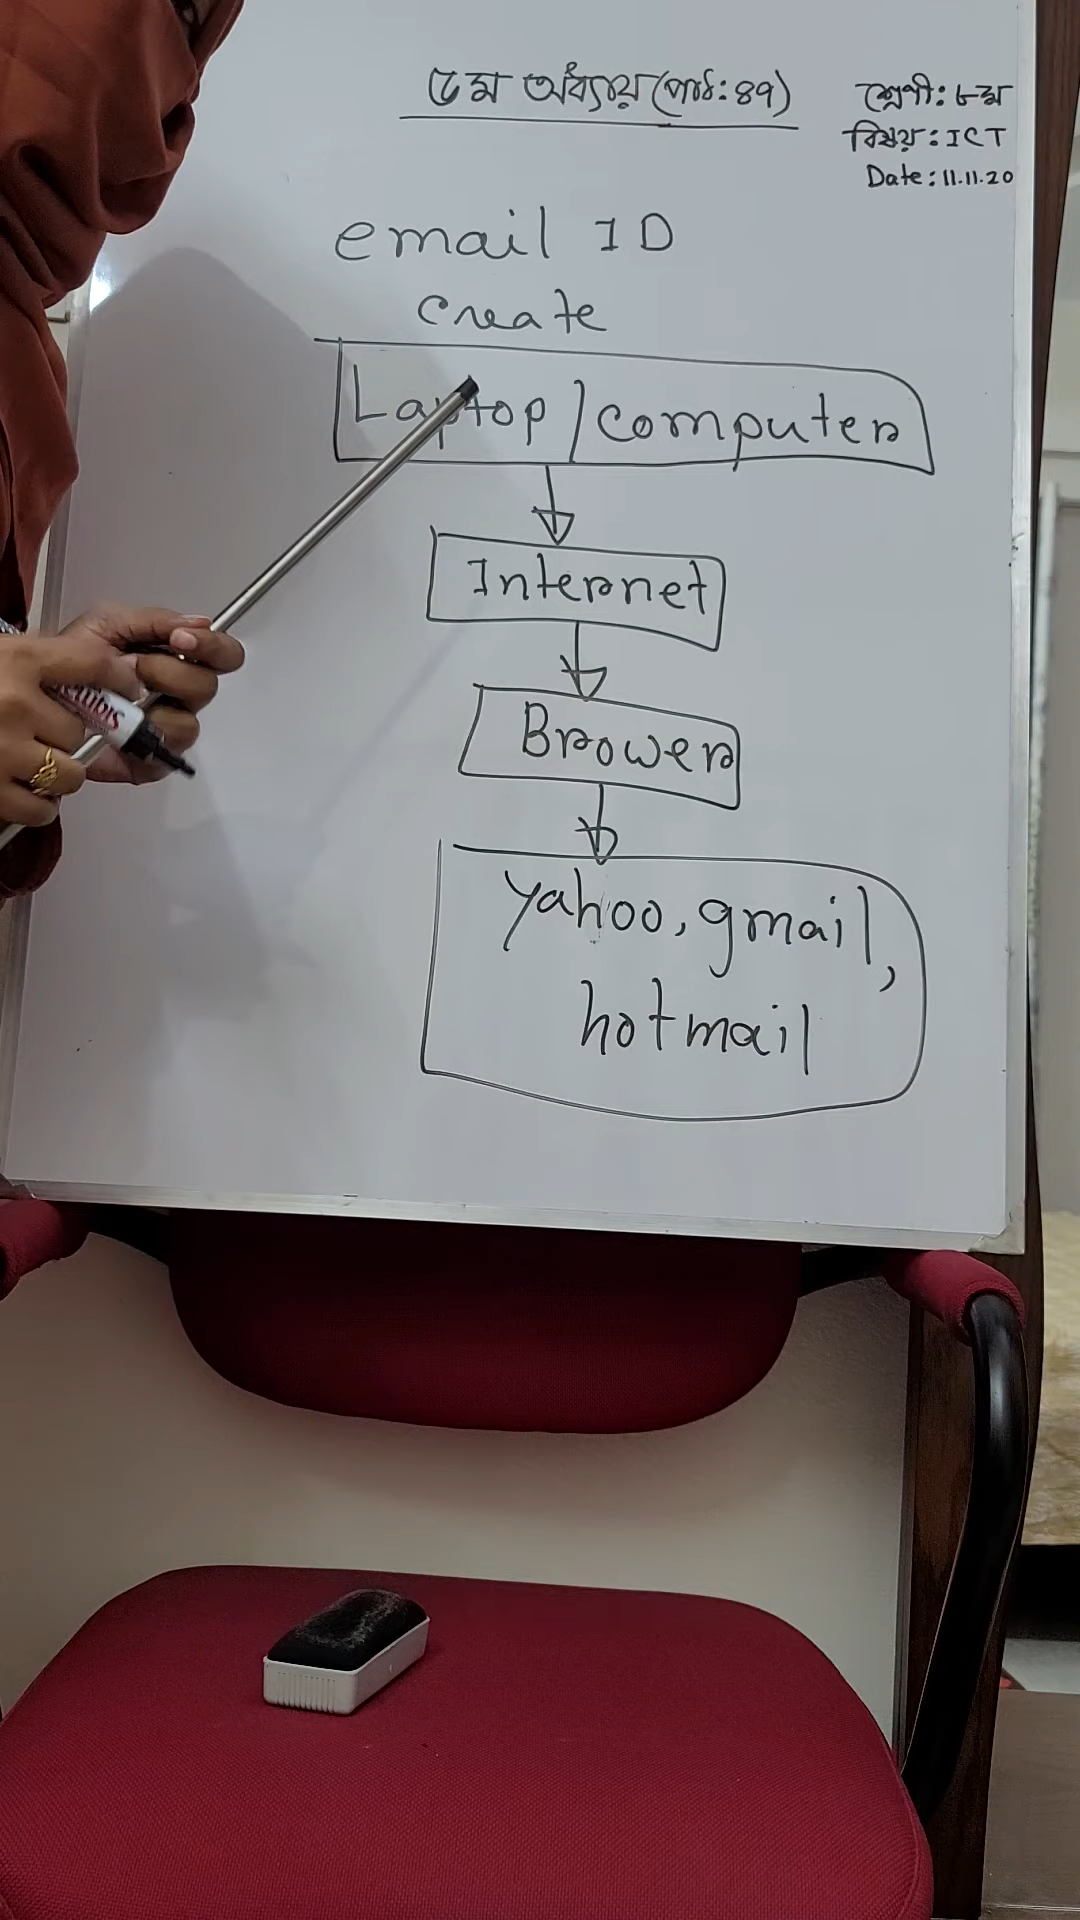 ৫ম অধ্যায় (পাঠ: ৪৭)
শ্রেণী: ৮ম
বিষয়: ICT
Date: 11.11.20
email ID
create
Laptop / computer
Internet
Brower
yahoo, gmail,
hotmail